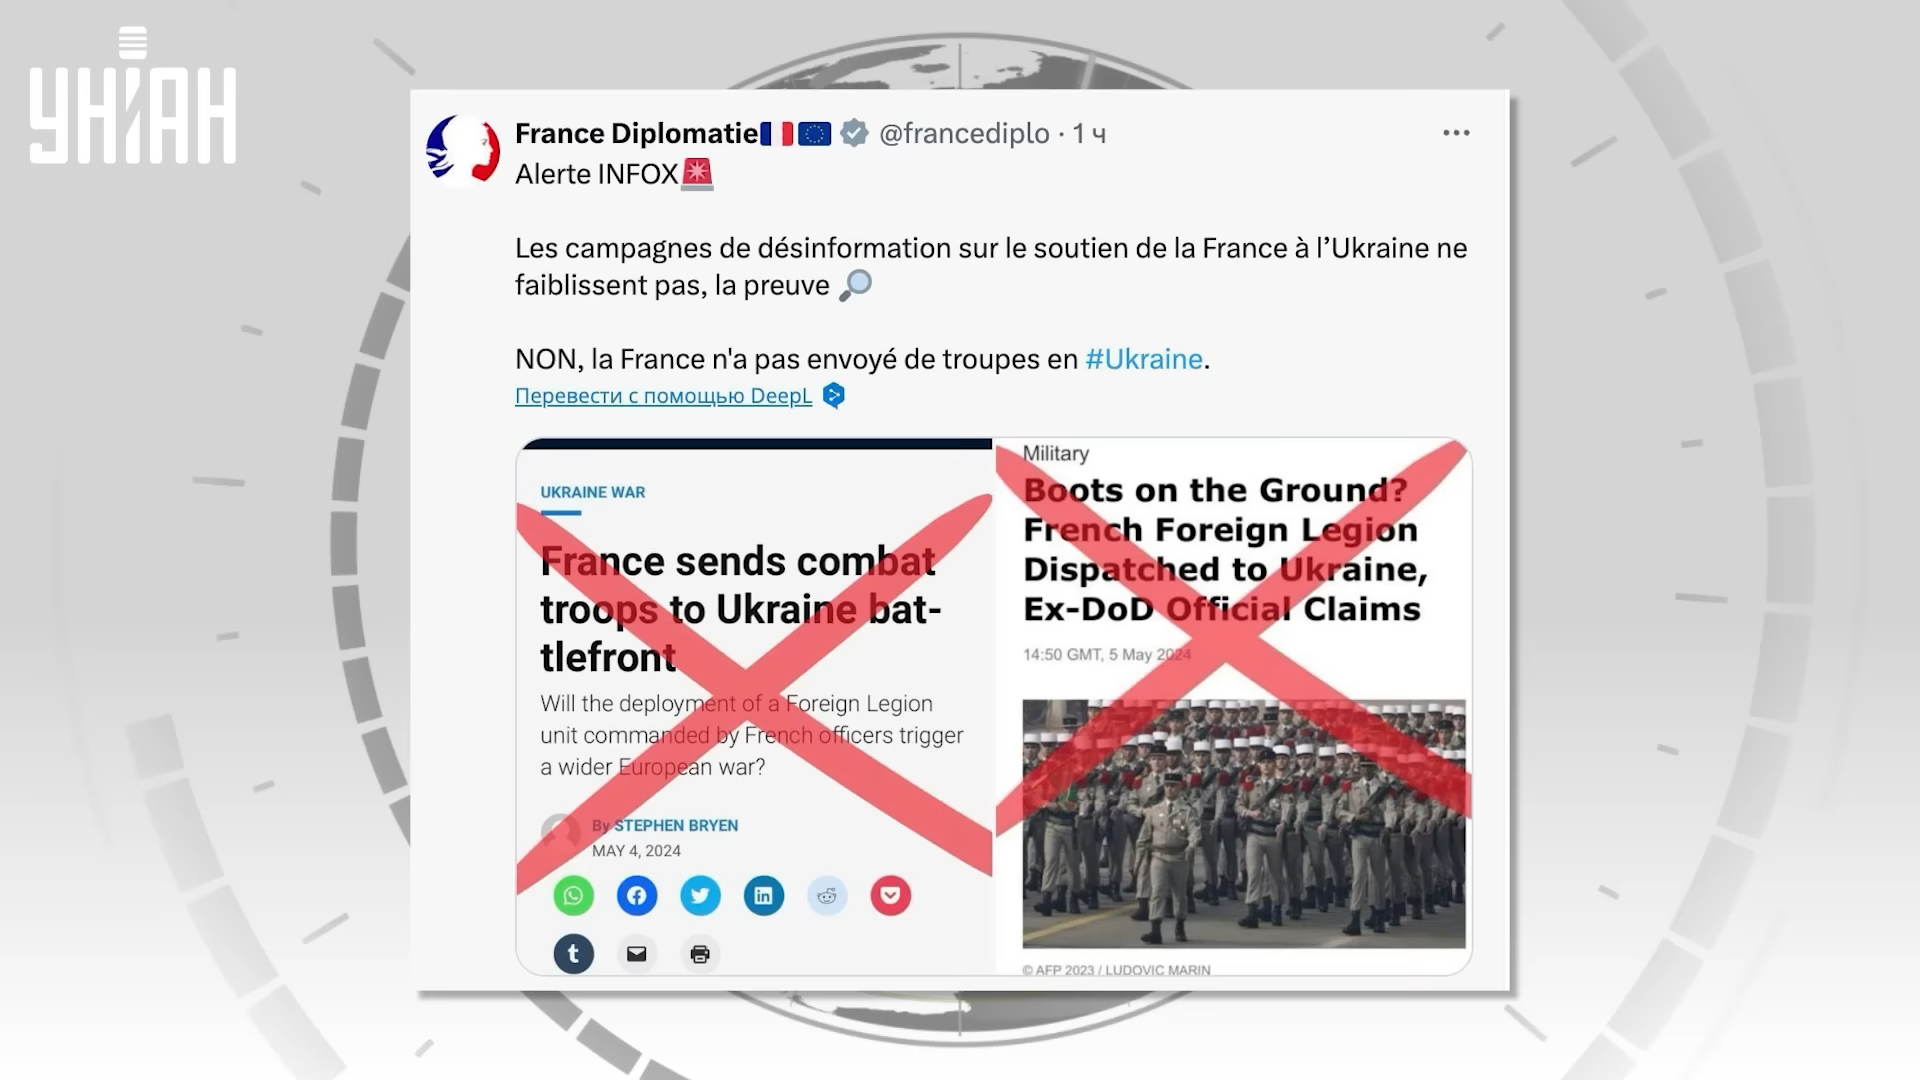 УНІАН
France Diplomatie🇫🇷🇪🇺 @francediplo · 1 ч
Alerte INFOX🚨
Les campagnes de désinformation sur le soutien de la France à l’Ukraine ne
faiblissent pas, la preuve 🔎
NON, la France n'a pas envoyé de troupes en #Ukraine.
Перевести с помощью DeepL
UKRAINE WAR
France sends combat
troops to Ukraine bat-
tlefront
Will the deployment of a Foreign Legion
unit commanded by French officers trigger
a wider European war?
By STEPHEN BRYEN
MAY 4, 2024
Military
Boots on the Ground?
French Foreign Legion
Dispatched to Ukraine,
Ex-DoD Official Claims
14:50 GMT, 5 May 2024
© AFP 2023 / LUDOVIC MARIN